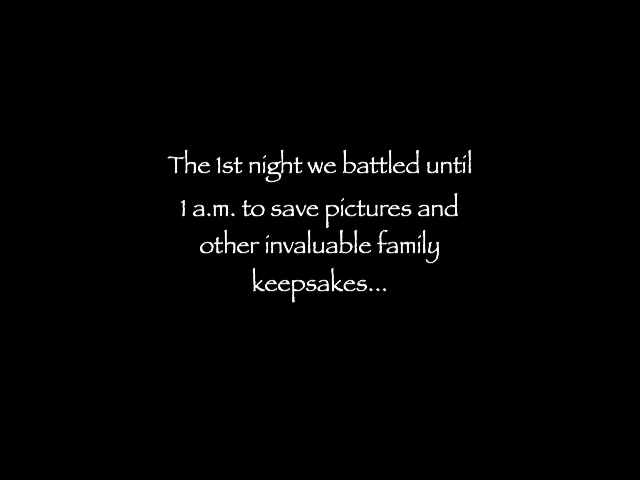 The 1st night we battled until
1 a.m. to save pictures and
other invaluable family
keepsakes...